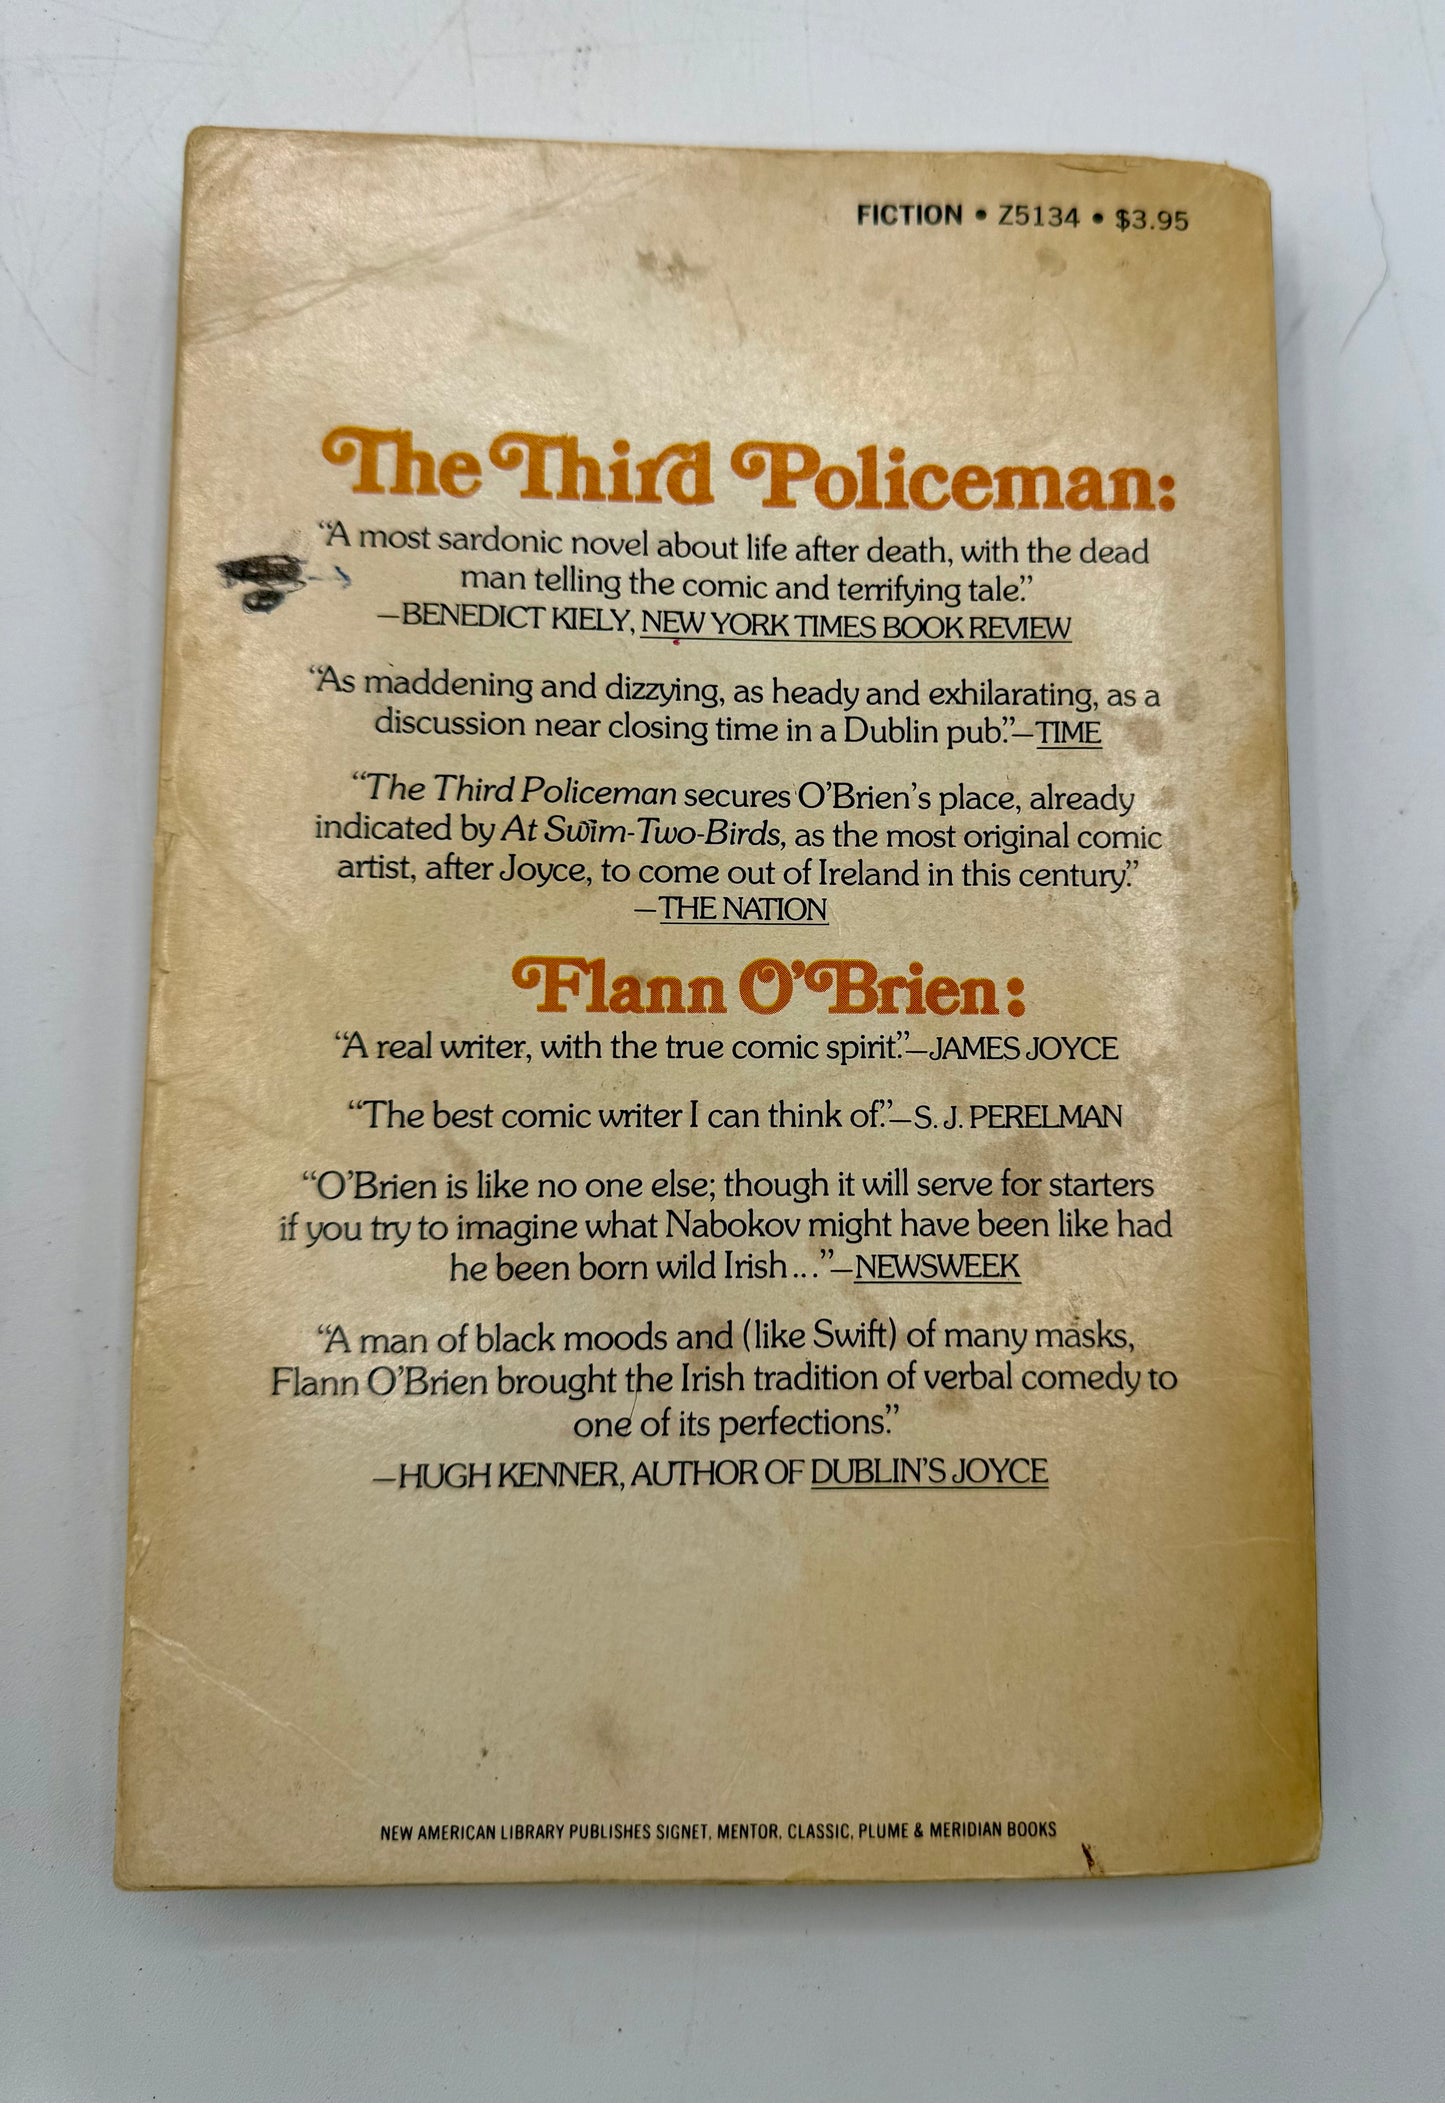 FICTION • Z5134 • $3.95
The Third Policeman:
“A most sardonic novel about life after death, with the dead
man telling the comic and terrifying tale.”
—BENEDICT KIELY, NEW YORK TIMES BOOK REVIEW
“As maddening and dizzying, as heady and exhilarating, as a
discussion near closing time in a Dublin pub.”—TIME
“The Third Policeman secures O’Brien’s place, already
indicated by At Swim-Two-Birds, as the most original comic
artist, after Joyce, to come out of Ireland in this century.”
—THE NATION
Flann O’Brien:
“A real writer, with the true comic spirit.”—JAMES JOYCE
“The best comic writer I can think of.”—S. J. PERELMAN
“O’Brien is like no one else; though it will serve for starters
if you try to imagine what Nabokov might have been like had
he been born wild Irish...”—NEWSWEEK
“A man of black moods and (like Swift) of many masks,
Flann O’Brien brought the Irish tradition of verbal comedy to
one of its perfections.”
—HUGH KENNER, AUTHOR OF DUBLIN’S JOYCE
NEW AMERICAN LIBRARY PUBLISHES SIGNET, MENTOR, CLASSIC, PLUME & MERIDIAN BOOKS